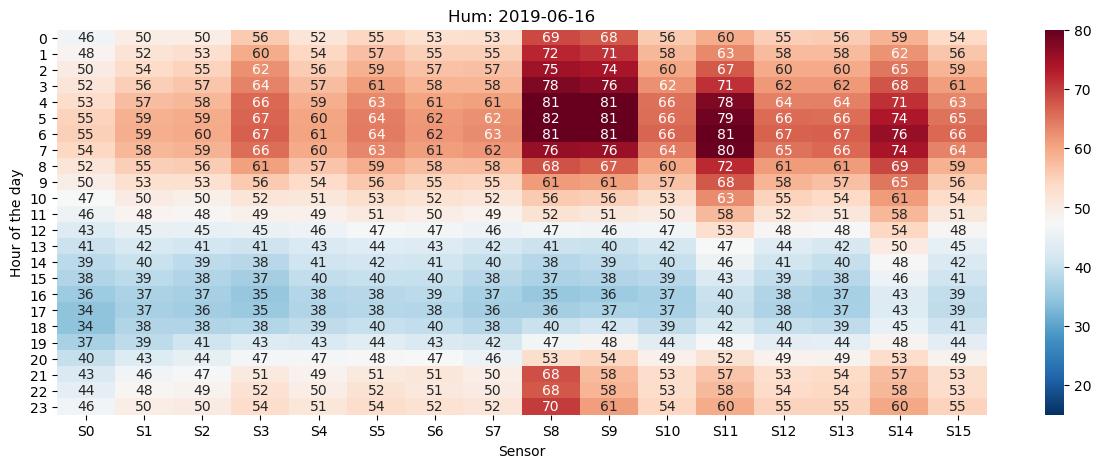 Hum: 2019-06-16
0 46 50 50 56 52 55 53 53 69 68 56 60 55 56 59 54
1 48 52 53 60 54 57 55 55 72 71 58 63 58 58 62 56
2 50 54 55 62 56 59 57 57 75 74 60 67 60 60 65 59
3 52 56 57 64 57 61 58 58 78 76 62 71 62 62 68 61
4 53 57 58 66 59 63 61 61 81 81 66 78 64 64 71 63
5 55 59 59 67 60 64 62 62 82 81 66 79 66 66 74 65
6 55 59 60 67 61 64 62 63 81 81 66 81 67 67 76 66
7 54 58 59 66 60 63 61 62 76 76 64 80 65 66 74 64
8 52 55 56 61 57 59 58 58 68 67 60 72 61 61 69 59
9 50 53 53 56 54 56 55 55 61 61 57 68 58 57 65 56
10 47 50 50 52 51 53 52 52 56 56 53 63 55 54 61 54
11 46 48 48 49 49 51 50 49 52 51 50 58 52 51 58 51
12 43 45 45 45 46 47 47 46 47 46 47 53 48 48 54 48
13 41 42 41 41 43 44 43 42 41 40 42 47 44 42 50 45
14 39 40 39 38 41 42 41 40 38 39 40 46 41 40 48 42
15 38 39 38 37 40 40 40 38 37 38 39 43 39 38 46 41
16 36 37 37 35 38 38 39 37 35 36 37 40 38 37 43 39
17 34 37 36 35 38 38 38 36 36 37 37 40 38 37 43 39
18 34 38 38 38 39 40 40 38 40 42 39 42 40 39 45 41
19 37 39 41 43 43 44 43 42 47 48 44 48 44 44 48 44
20 40 43 44 47 47 48 47 46 53 54 49 52 49 49 53 49
21 43 46 47 51 49 51 51 50 68 58 53 57 53 54 57 53
22 44 48 49 52 50 52 51 50 68 58 53 58 54 54 58 53
23 46 50 50 54 51 54 52 52 70 61 54 60 55 55 60 55
S0 S1 S2 S3 S4 S5 S6 S7 S8 S9 S10 S11 S12 S13 S14 S15
Sensor
Hour of the day
80
70
60
50
40
30
20